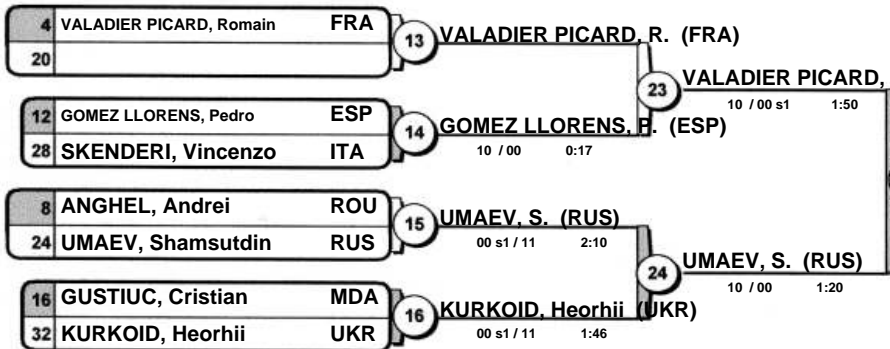 4 VALADIER PICARD, Romain FRA
20
13 VALADIER PICARD, R. (FRA)
12 GOMEZ LLORENS, Pedro ESP
28 SKENDERI, Vincenzo ITA
14 GOMEZ LLORENS, P. (ESP)
10 / 00 0:17
23 VALADIER PICARD,
10 / 00 s1 1:50
8 ANGHEL, Andrei ROU
24 UMAEV, Shamsutdin RUS
15 UMAEV, S. (RUS)
00 s1 / 11 2:10
16 GUSTIUC, Cristian MDA
32 KURKOID, Heorhii UKR
16 KURKOID, Heorhii (UKR)
00 s1 / 11 1:46
24 UMAEV, S. (RUS)
10 / 00 1:20